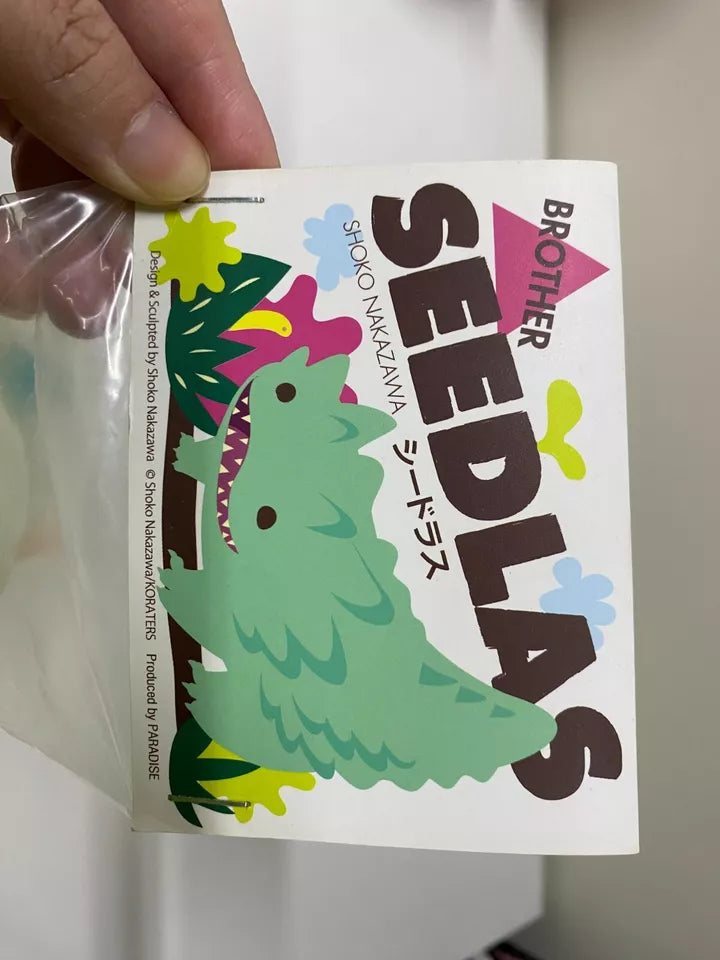 BROTHER
SEEDLAS
SHOKO NAKAZAWA シードラス
Design & Sculpted by Shoko Nakazawa © Shoko Nakazawa/KORATERS Produced by PARADISE